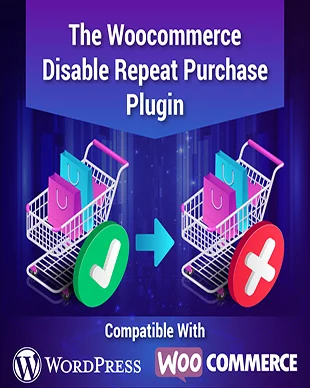 The Woocommerce
Disable Repeat Purchase
Plugin
Compatible With
WORDPRESS WOO COMMERCE